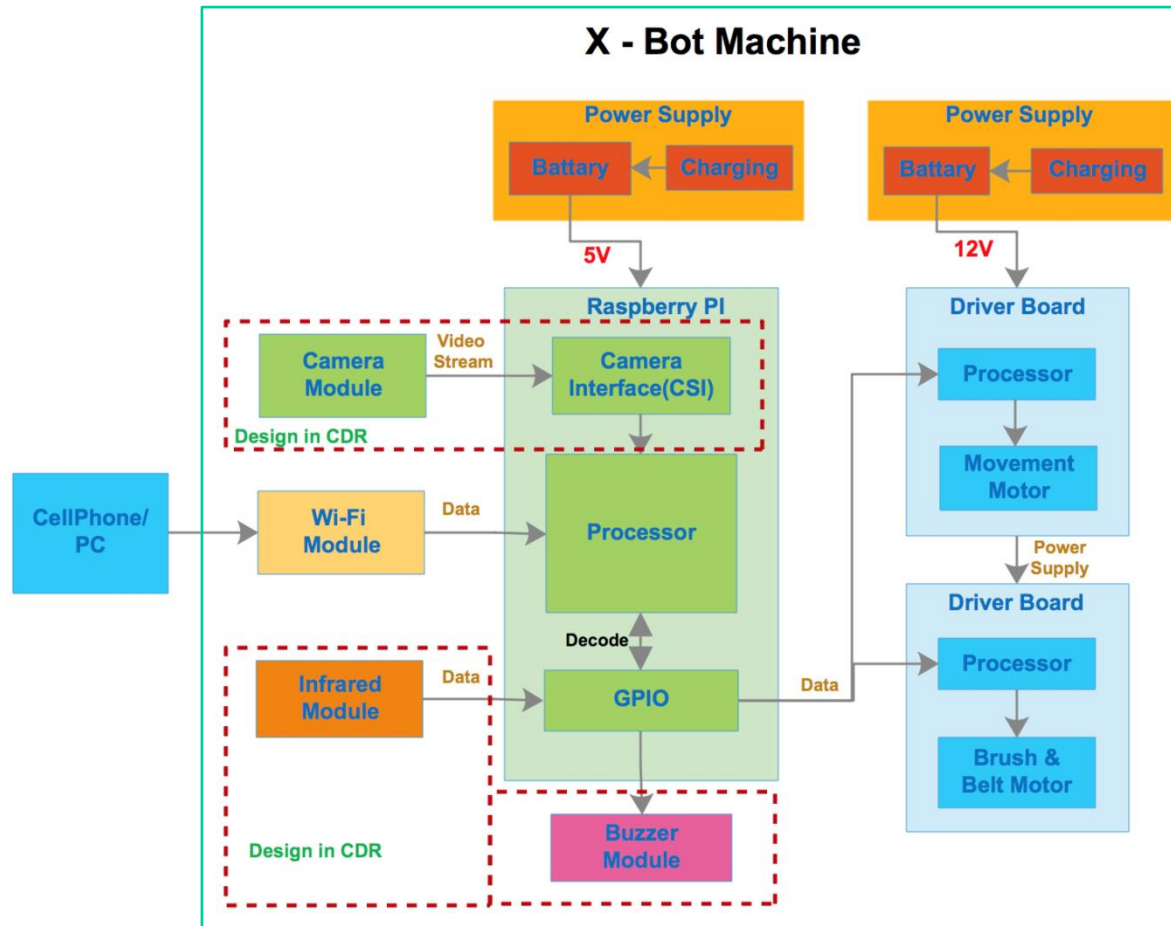 X - Bot Machine
Power Supply
Battary
Charging
5V
Power Supply
Battary
Charging
12V
Raspberry PI
Camera
Module
Video
Stream
Camera
Interface(CSI)
Design in CDR
CellPhone/
PC
Wi-Fi
Module
Data
Processor
Decode
Infrared
Module
Data
GPIO
Data
Design in CDR
Buzzer
Module
Driver Board
Processor
Movement
Motor
Power
Supply
Driver Board
Processor
Brush &
Belt Motor